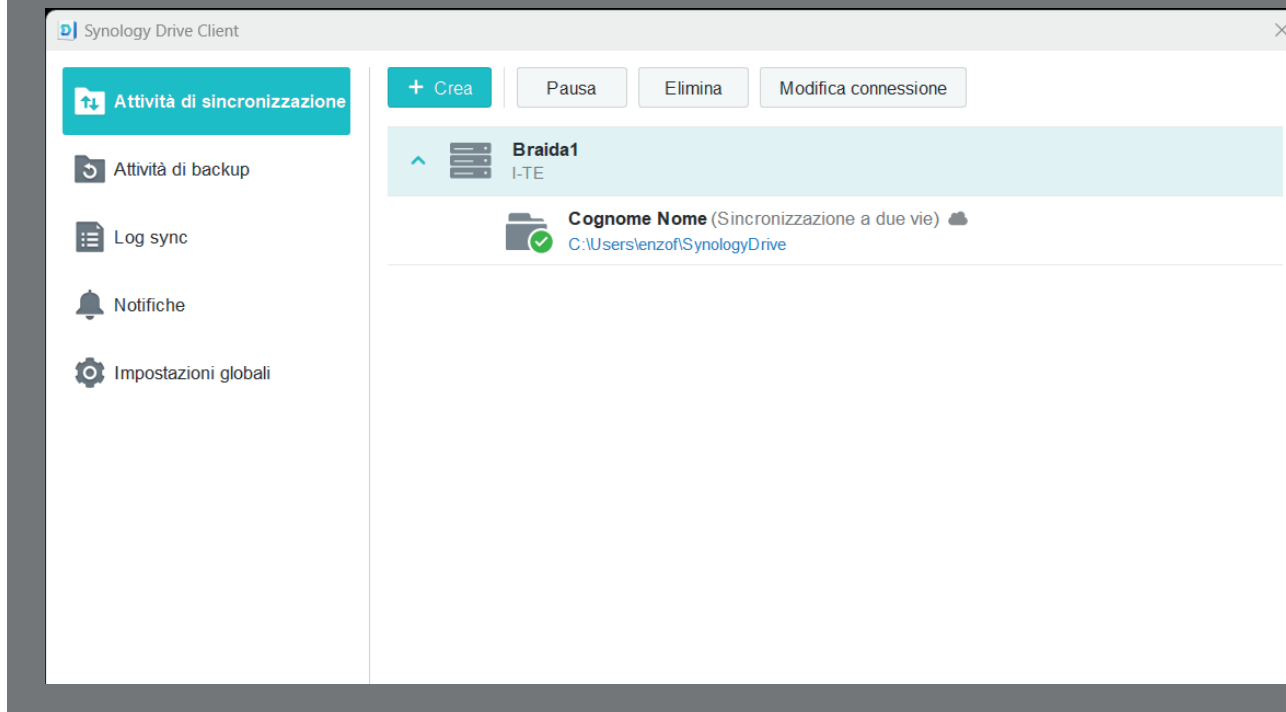 Synology Drive Client
Attività di sincronizzazione
Attività di backup
Log sync
Notifiche
Impostazioni globali
+ Crea
Pausa
Elimina
Modifica connessione
Braida1
I-TE
Cognome Nome (Sincronizzazione a due vie)
C:\Users\enzof\SynologyDrive